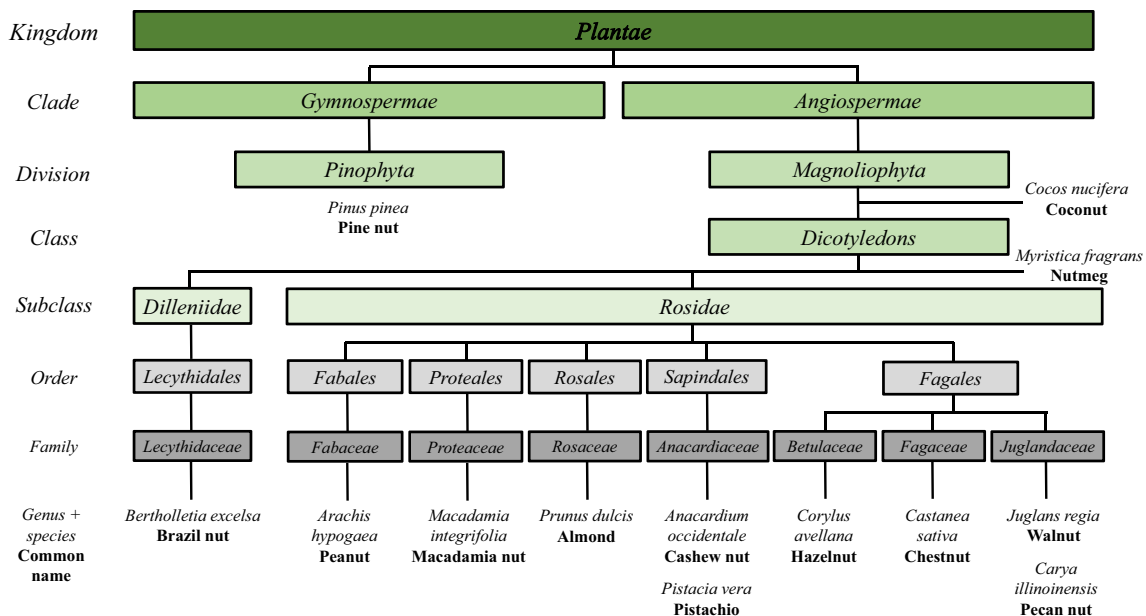 Kingdom
Plantae
Clade
Gymnospermae
Angiospermae
Division
Pinophyta
Magnoliophyta
Pinus pinea
Pine nut
Cocos nucifera
Coconut
Class
Dicotyledons
Myristica fragrans
Nutmeg
Subclass
Dilleniidae
Rosidae
Order
Lecythidales
Fabales
Proteales
Rosales
Sapindales
Fagales
Family
Lecythidaceae
Fabaceae
Proteaceae
Rosaceae
Anacardiaceae
Betulaceae
Fagaceae
Juglandaceae
Genus +
species
Common
name
Bertholletia excelsa
Brazil nut
Arachis
hypogaea
Peanut
Macadamia
integrifolia
Macadamia nut
Prunus dulcis
Almond
Anacardium
occidentale
Cashew nut
Pistacia vera
Pistachio
Corylus
avellana
Hazelnut
Castanea
sativa
Chestnut
Juglans regia
Walnut
Carya
illinoinensis
Pecan nut